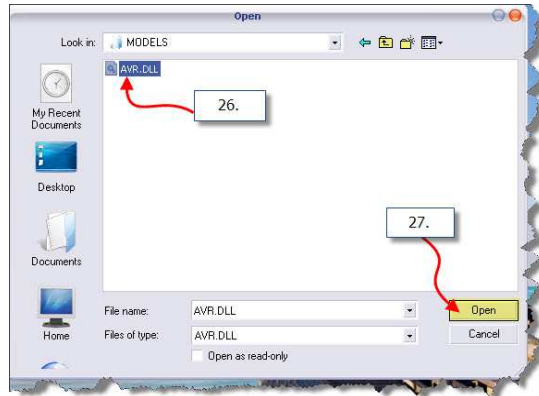 Open
Look in:
MODELS
AVR.DLL
26.
My Recent
Documents
Desktop
27.
Documents
Home
File name:
AVR.DLL
Open
Files of type:
AVR.DLL
Cancel
Open as read-only